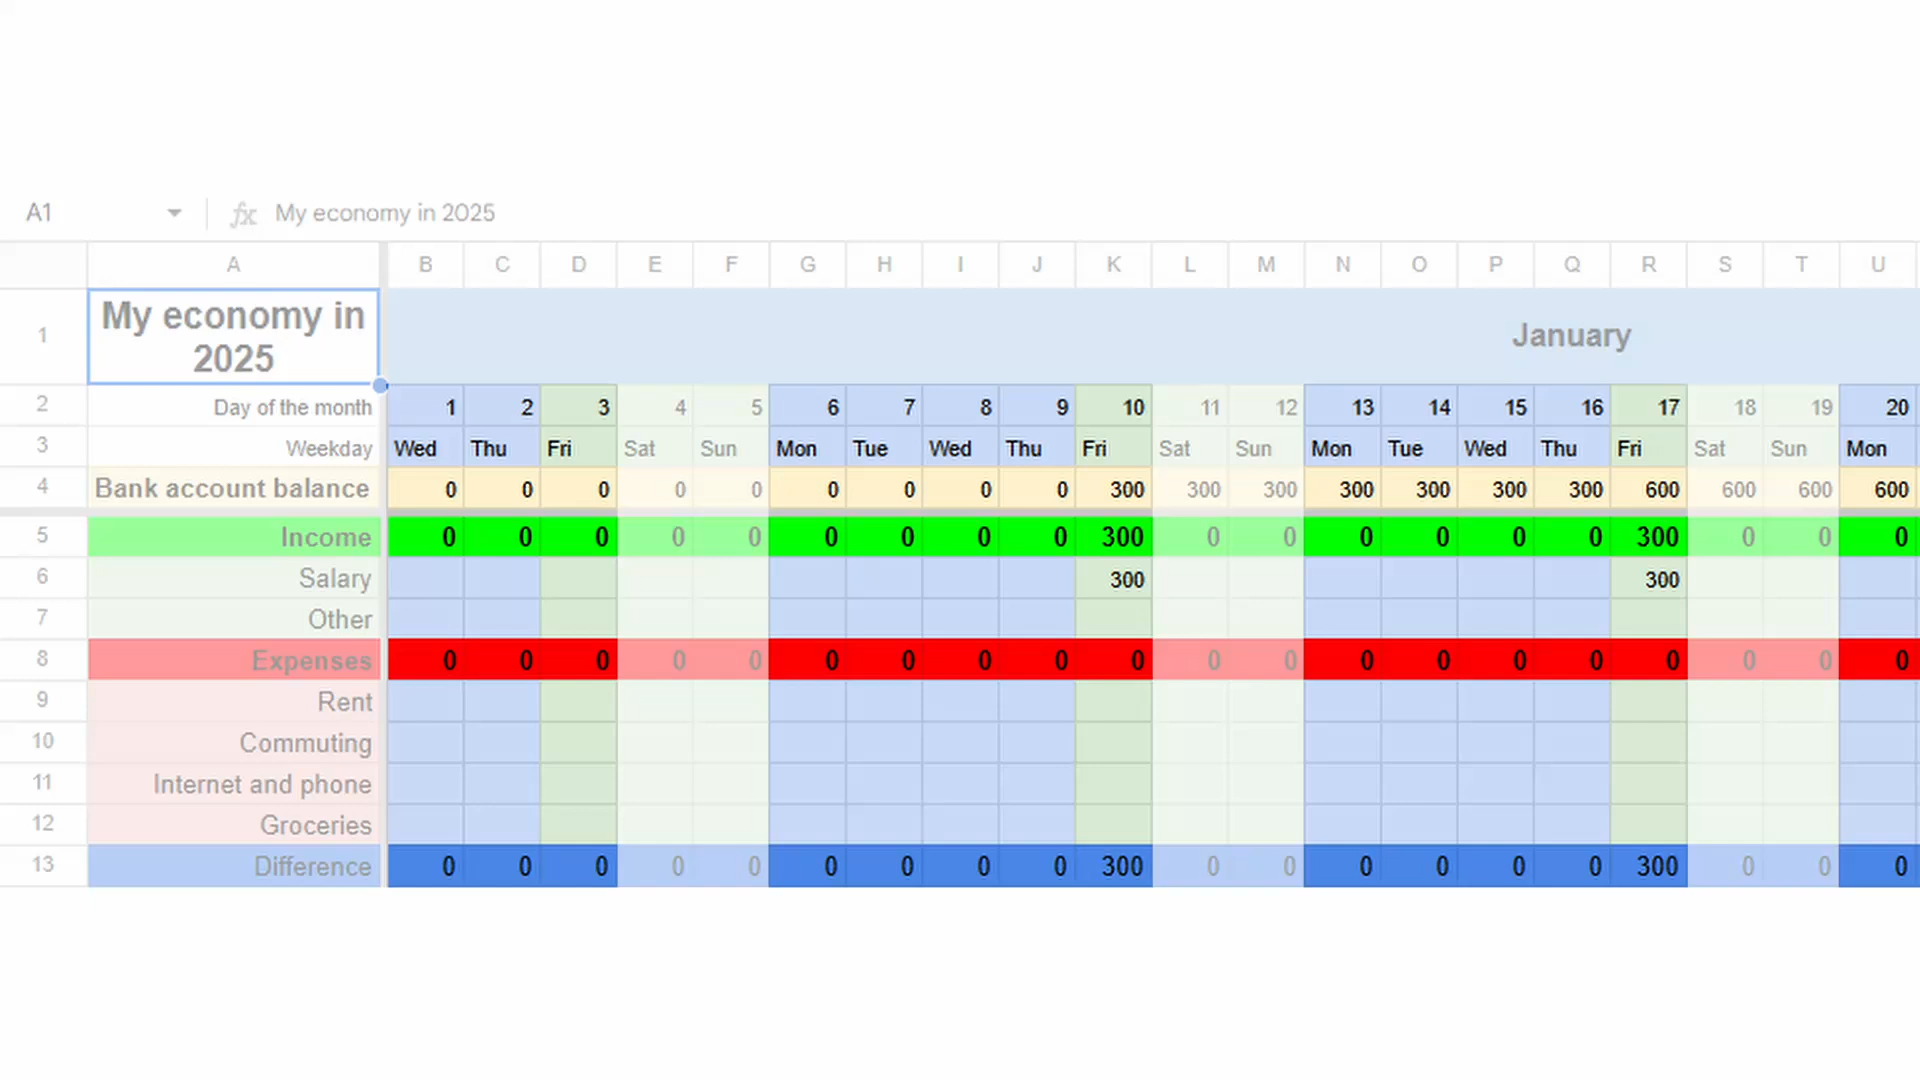 A1 fx My economy in 2025
A B C D E F G H I J K L M N O P Q R S T U
1 My economy in
2025 January
2 Day of the month 1 2 3 4 5 6 7 8 9 10 11 12 13 14 15 16 17 18 19 20
3 Weekday Wed Thu Fri Sat Sun Mon Tue Wed Thu Fri Sat Sun Mon Tue Wed Thu Fri Sat Sun Mon
4 Bank account balance 0 0 0 0 0 0 0 0 0 300 300 300 300 300 300 300 600 600 600 600
5 Income 0 0 0 0 0 0 0 0 0 300 0 0 0 0 0 0 300 0 0 0
6 Salary 300 300
7 Other
8 Expenses 0 0 0 0 0 0 0 0 0 0 0 0 0 0 0 0 0 0 0 0
9 Rent
10 Commuting
11 Internet and phone
12 Groceries
13 Difference 0 0 0 0 0 0 0 0 0 300 0 0 0 0 0 0 300 0 0 0